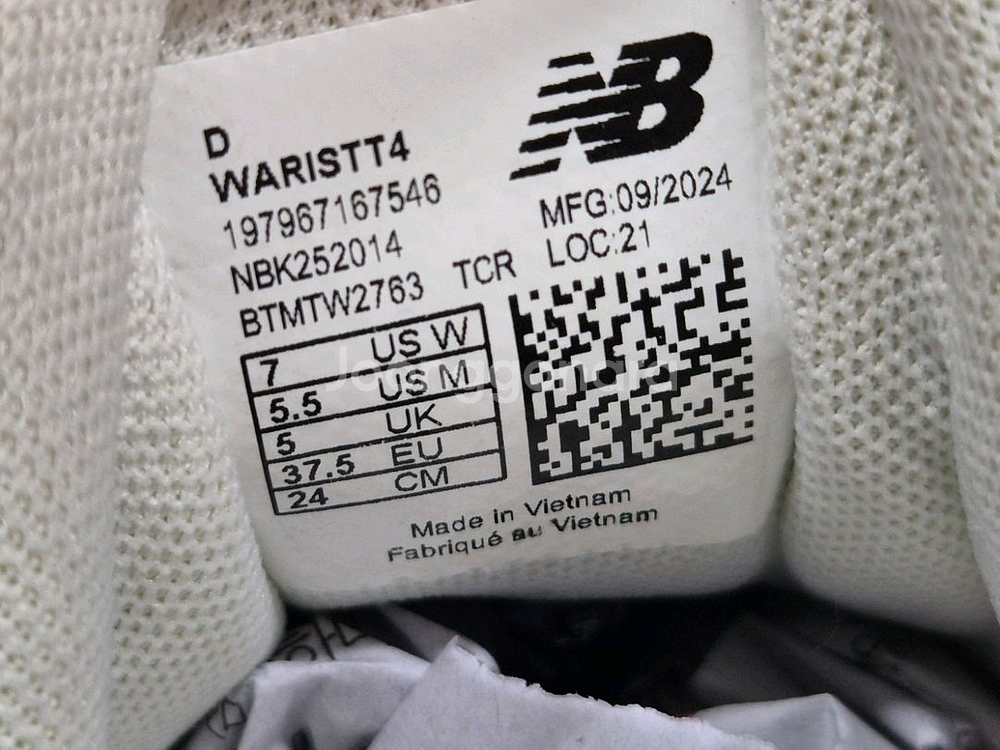 D
WARISTT4
197967167546
NBK252014
BTMTW2763 TCR
NB
MFG:09/2024
LOC:21
7 US W
5.5 US M
5 UK
37.5 EU
24 CM
Made in Vietnam
Fabriqué au Vietnam